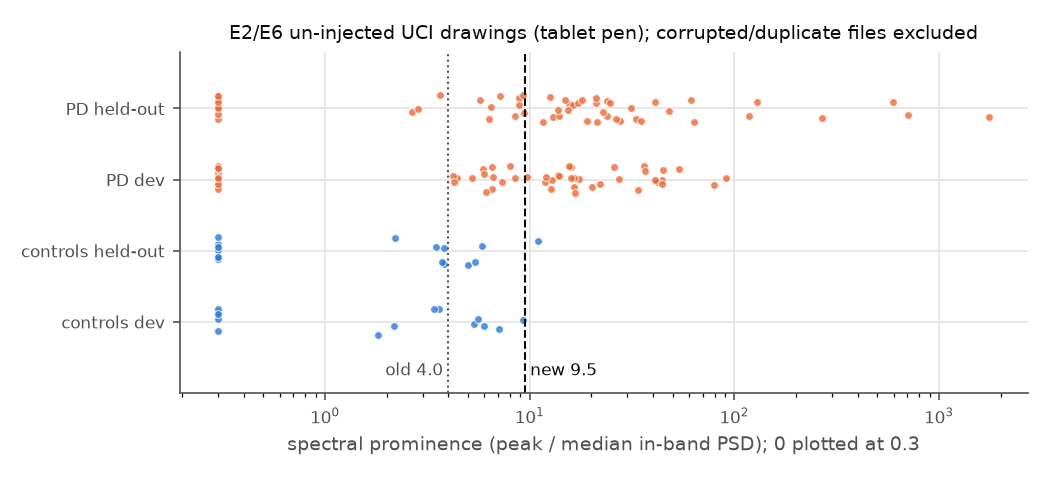 E2/E6 un-injected UCI drawings (tablet pen); corrupted/duplicate files excluded
PD held-out
PD dev
controls held-out
controls dev
old 4.0
new 9.5
10⁰
10¹
10²
10³
spectral prominence (peak / median in-band PSD); 0 plotted at 0.3